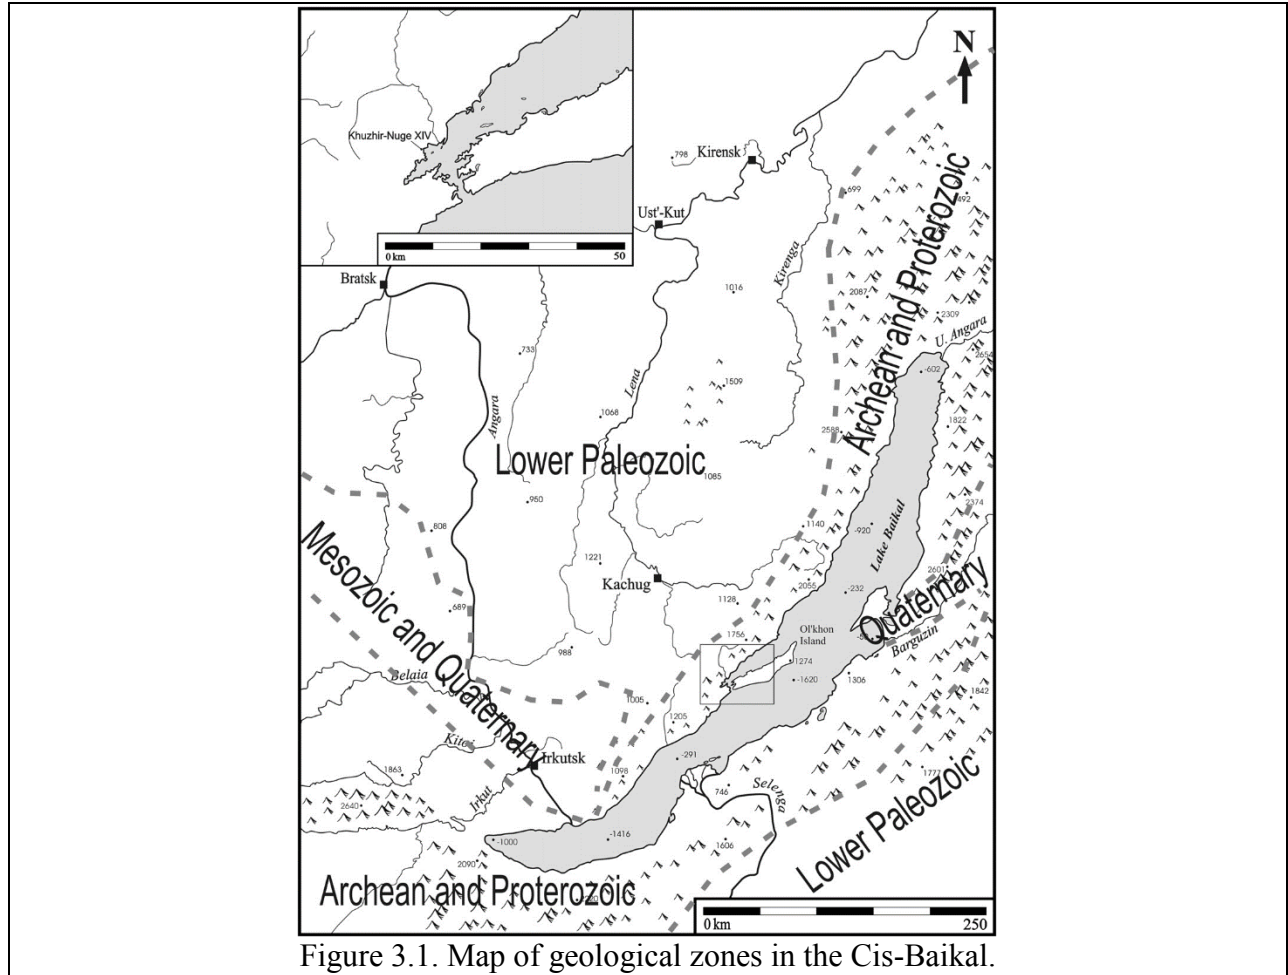 N
Khuzhir-Nuge XIV
0 km 50
798
Kirensk
699
492
Ust'-Kut
Kirenga
Archean and Proterozoic
Bratsk
1016
2087
2309
U. Angara
2654
733
-602
Lena
1509
Angara
1068
2588
1822
Lower Paleozoic
1085
2374
950
808
1140
-920
Lake Baikal
Mesozoic and Quaternary
1221
Kachug
2055
2601
-232
Quaternary
689
1128
Ol'khon
Island
1756
Barguzin
988
1274
-1620
1306
Belaia
1842
1005
1205
Kitoi
Irkutsk
-291
1863
1098
746
Selenga
1777
2640
Irkut
Lower Paleozoic
-1416
-1000
1606
2090
Archean and Proterozoic
0 km 250
Figure 3.1. Map of geological zones in the Cis-Baikal.